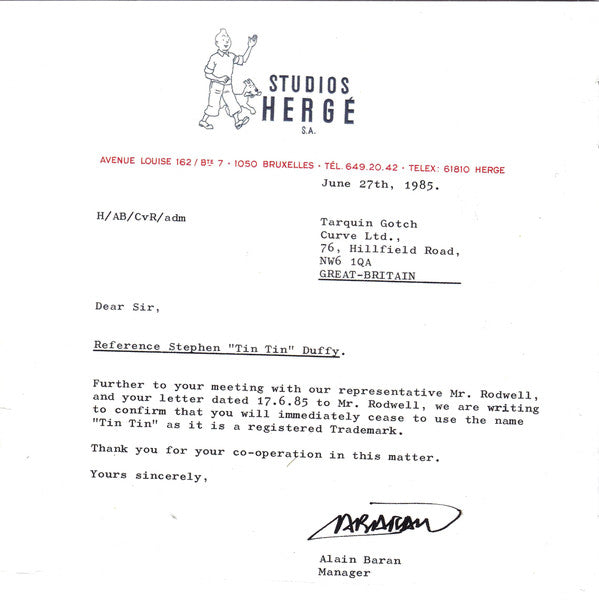 STUDIOS
HERGÉ
S.A.
AVENUE LOUISE 162 / Bte 7 · 1050 BRUXELLES · TÉL. 649.20.42 · TELEX: 61810 HERGE
June 27th, 1985.
H/AB/CvR/adm
Tarquin Gotch
Curve Ltd.,
76, Hillfield Road,
NW6 1QA
GREAT-BRITAIN
Dear Sir,
Reference Stephen "Tin Tin" Duffy.
Further to your meeting with our representative Mr. Rodwell,
and your letter dated 17.6.85 to Mr. Rodwell, we are writing
to confirm that you will immediately cease to use the name
"Tin Tin" as it is a registered Trademark.
Thank you for your co-operation in this matter.
Yours sincerely,
Alain Baran
Manager